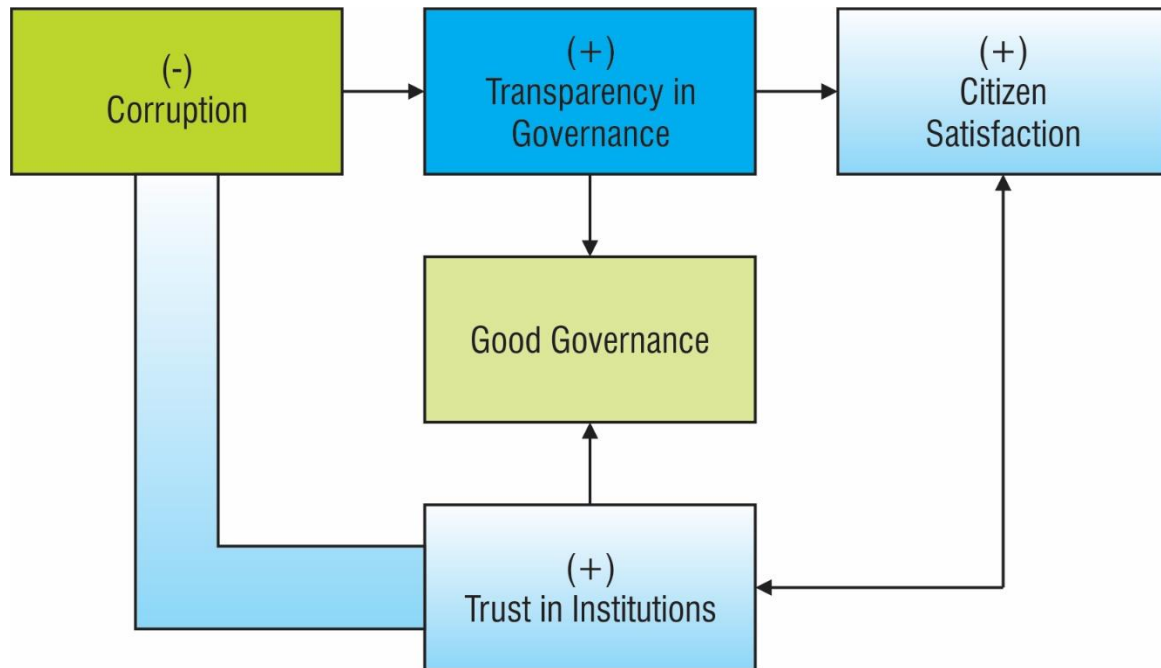 (-)
Corruption
(+)
Transparency in
Governance
(+)
Citizen
Satisfaction
Good Governance
(+)
Trust in Institutions